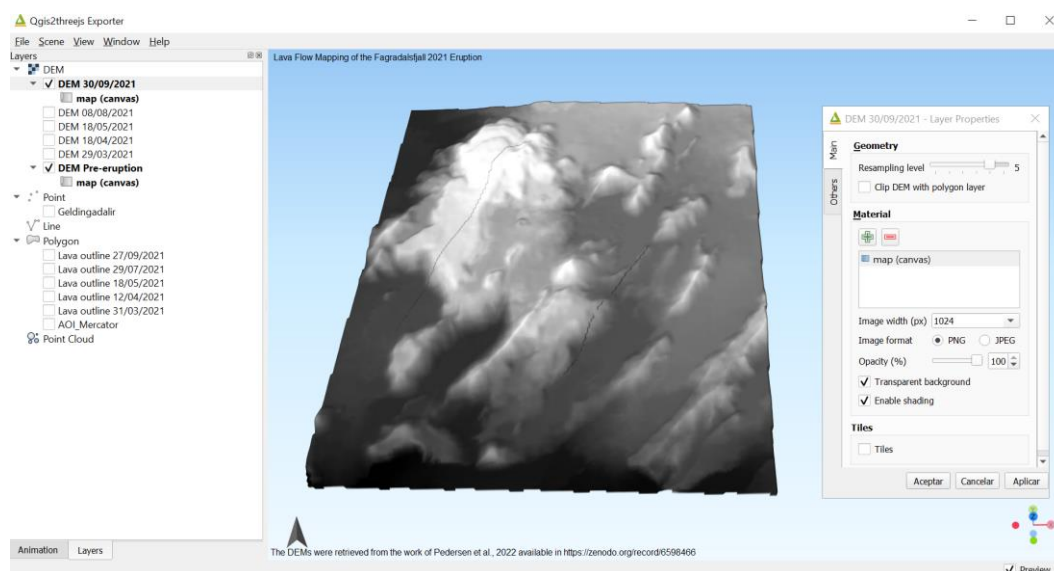 Qgis2threejs Exporter
File Scene View Window Help
Layers
DEM
DEM 30/09/2021
map (canvas)
DEM 08/08/2021
DEM 18/05/2021
DEM 18/04/2021
DEM 29/03/2021
DEM Pre-eruption
map (canvas)
Point
Geldingadalir
Line
Polygon
Lava outline 27/09/2021
Lava outline 29/07/2021
Lava outline 18/05/2021
Lava outline 12/04/2021
Lava outline 31/03/2021
AOI_Mercator
Point Cloud
Animation Layers
Lava Flow Mapping of the Fagradalsfjall 2021 Eruption
The DEMs were retrieved from the work of Pedersen et al., 2022 available in https://zenodo.org/record/6598466
DEM 30/09/2021 - Layer Properties
Main
Others
Geometry
Resampling level 5
Clip DEM with polygon layer
Material
map (canvas)
Image width (px) 1024
Image format PNG JPEG
Opacity (%) 100
Transparent background
Enable shading
Tiles
Tiles
Aceptar Cancelar Aplicar
Preview